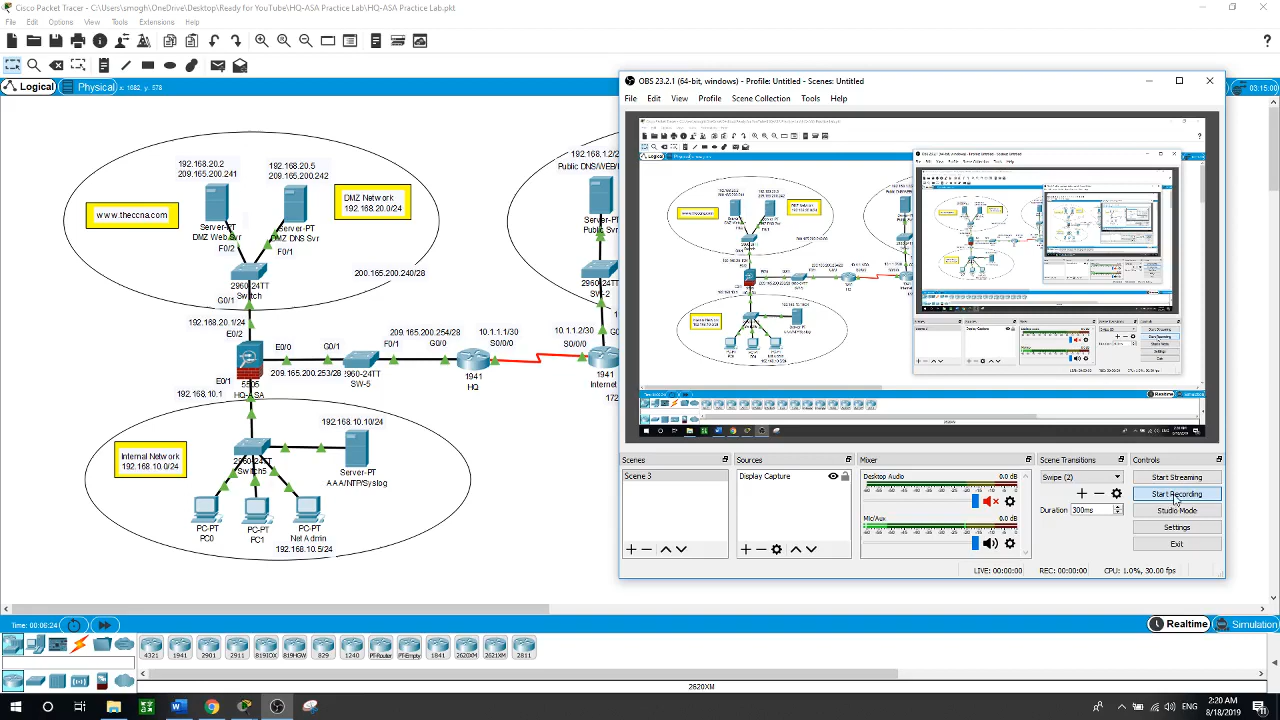 Cisco Packet Tracer - C:\Users\smogh\OneDrive\Desktop\Ready for YouTube\HQ-ASA Practice Lab\HQ-ASA Practice Lab.pkt
File Edit Options View Tools Extensions Help
Logical Physical x: 1082, y: 578
03:15:00
192.168.20.2
209.165.200.241
192.168.20.5
209.165.200.242
DMZ Network
192.168.20.0/24
www.theccna.com
Server-PT
DMZ Web Svr
Server-PT
DMZ DNS Svr
F0/2
F0/1
2960-24TT
Switch
200.165.200.240/28
G0/1
192.168.20.1/24
E0/2
E0/0
G0/1
209.165.200.254/28
F0/1
G0/0
10.1.1.1/30
S0/0/0
10.1.1.2/30
S0/0/0
209.165.200.253/28
2960-24TT
SW-5
1941
HQ
1941
Internet
E0/1
5505
HQ-ASA
192.168.10.1
192.168.1.2/2
Public DNS/WEB/
Server-PT
Public Svr
SW-2
Internal Network
192.168.10.0/24
192.168.10.10/24
2960-24TT
Switch5
Server-PT
AAA/NTP/Syslog
PC-PT
PC0
PC-PT
PC1
PC-PT
Net Admin
192.168.10.5/24
OBS 23.2.1 (64-bit, windows) - Profile: Untitled - Scenes: Untitled
File Edit View Profile Scene Collection Tools Help
Scenes
Scene 3
Sources
Display Capture
Mixer
Desktop Audio 0.0 dB
Mic/Aux 0.0 dB
Scene Transitions
Swipe (2)
Duration 300ms
Controls
Start Streaming
Start Recording
Studio Mode
Settings
Exit
LIVE: 00:00:00 REC: 00:00:00 CPU: 1.0%, 30.00 fps
Time: 00:06:24
Realtime Simulation
4321 1941 2901 2911 819IOX 819HGW 829 1240 PT-Router PT-Empty 1841 2620XM 2621XM 2811
2620XM
ENG
2:20 AM
8/18/2019